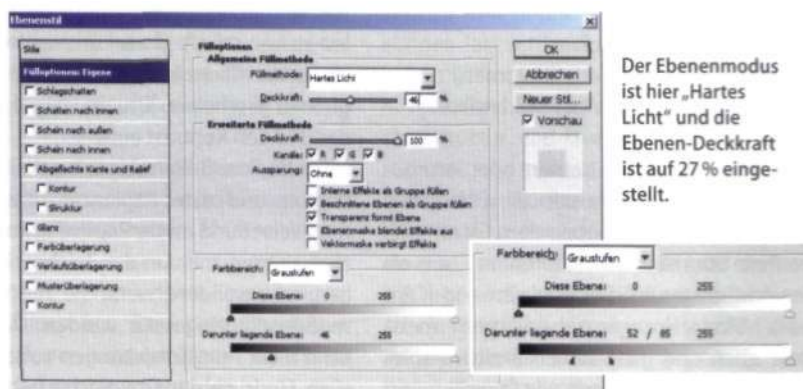 Ebenenstil
Stile
Fülloptionen: Eigene
Schlagschatten
Schatten nach innen
Schein nach außen
Schein nach innen
Abgeflachte Kante und Relief
Kontur
Struktur
Glanz
Farbüberlagerung
Verlaufsüberlagerung
Musterüberlagerung
Kontur
Fülloptionen
Allgemeine Füllmethode
Füllmethode: Hartes Licht
Deckkraft: 46 %
Erweiterte Füllmethode
Deckkraft: 100 %
Kanäle: R G B
Aussparung: Ohne
Interne Effekte als Gruppe füllen
Beschnittene Ebenen als Gruppe füllen
Transparenz formt Ebene
Ebenenmaske blendet Effekte aus
Vektormaske verbirgt Effekte
Farbbereich: Graustufen
Diese Ebene: 0 255
Darunter liegende Ebene: 46 255
OK
Abbrechen
Neuer Stil...
Vorschau
Farbbereich: Graustufen
Diese Ebene: 0 255
Darunter liegende Ebene: 52 / 85 255
Der Ebenenmodus
ist hier „Hartes
Licht“ und die
Ebenen-Deckkraft
ist auf 27 % einge-
stellt.